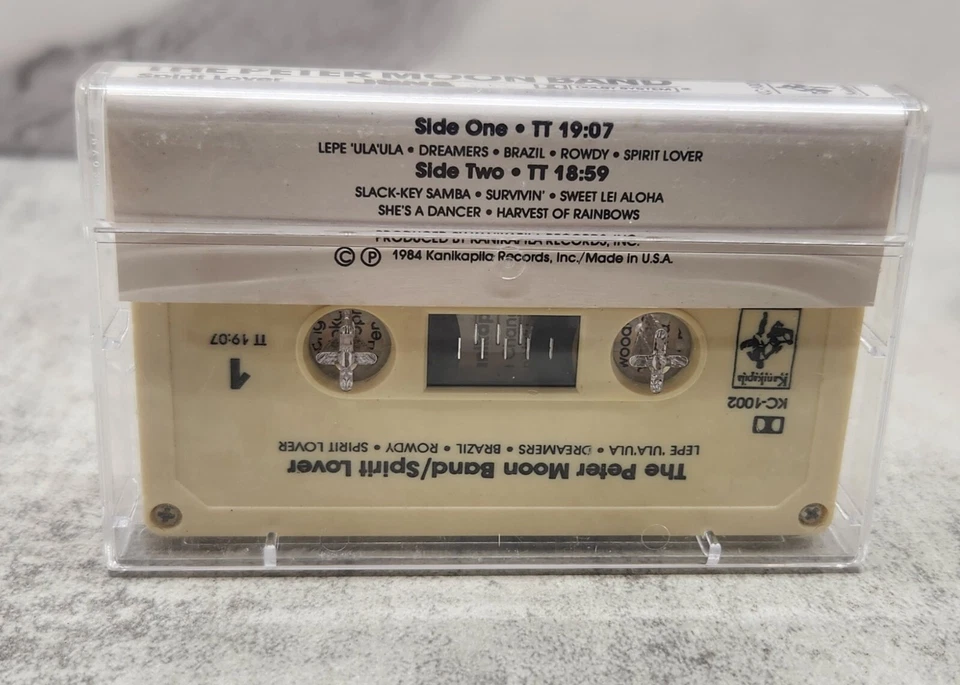 THE PETER MOON BAND
Spirit Lover
Side One • TT 19:07
LEPE 'ULA'ULA • DREAMERS • BRAZIL • ROWDY • SPIRIT LOVER
Side Two • TT 18:59
SLACK-KEY SAMBA • SURVIVIN' • SWEET LEI ALOHA
SHE'S A DANCER • HARVEST OF RAINBOWS
PRODUCED BY KANIKAPILA RECORDS, INC.
© ℗ 1984 Kanikapila Records, Inc./Made in U.S.A.
The Peter Moon Band/Spirit Lover
LEPE 'ULA'ULA • DREAMERS • BRAZIL • ROWDY • SPIRIT LOVER
KC-1002
Kanikapila
1
TT 19:07